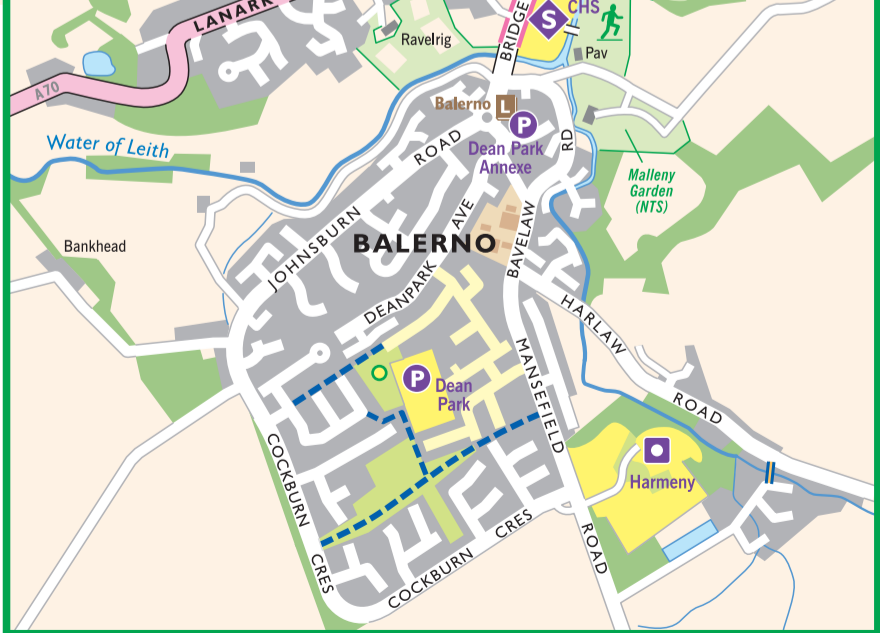 LANARK
CHS
S
BRIDGE
Ravelrig
Pav
A70
Balerno
L
P
Dean Park
Annexe
Water of Leith
ROAD
RD
Malleny
Garden
(NTS)
AVE
Bankhead
JOHNSBURN
BALERNO
BAVELAW
DEANPARK
HARLAW
MANSEFIELD
P
Dean
Park
ROAD
COCKBURN
Harmeny
CRES
ROAD
CRES
COCKBURN